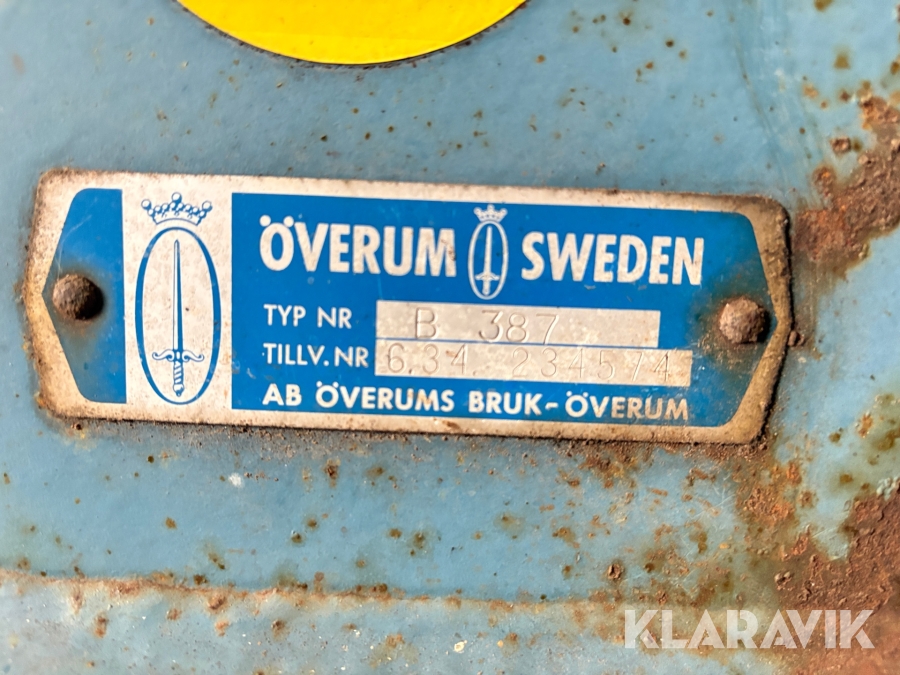 ÖVERUM SWEDEN
TYP NR B 387
TILLV.NR 6.34. 234574
AB ÖVERUMS BRUK-ÖVERUM
KLARAVIK